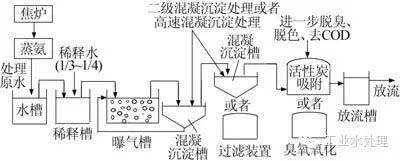 焦炉
蒸氨
处理
原水
水槽
稀释水
(1/3~1/4)
稀释槽
曝气槽
二级混凝沉淀处理或者
高速混凝沉淀处理
混凝
沉淀槽
混凝
沉淀槽
或者
过滤装置
进一步脱臭、
脱色、去COD
活性炭
吸附
或者
臭氧氧化
放流槽
放流
工业水处理